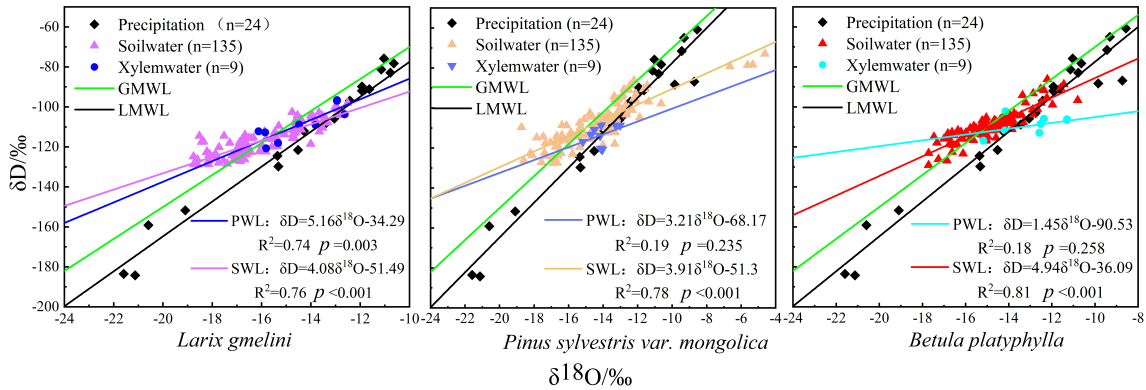 δD/‰
-60
-80
-100
-120
-140
-160
-180
-200
Precipitation (n=24)
Soilwater (n=135)
Xylemwater (n=9)
GMWL
LMWL
PWL: δD=5.16δ¹⁸O-34.29
R²=0.74 p=0.003
SWL: δD=4.08δ¹⁸O-51.49
R²=0.76 p<0.001
-24 -22 -20 -18 -16 -14 -12 -10
Larix gmelini
Precipitation (n=24)
Soilwater (n=135)
Xylemwater (n=9)
GMWL
LMWL
PWL: δD=3.21δ¹⁸O-68.17
R²=0.19 p=0.235
SWL: δD=3.91δ¹⁸O-51.3
R²=0.78 p<0.001
-24 -22 -20 -18 -16 -14 -12 -10 -8 -6 -4
Pinus sylvestris var. mongolica
Precipitation (n=24)
Soilwater (n=135)
Xylemwater (n=9)
GMWL
LMWL
PWL: δD=1.45δ¹⁸O-90.53
R²=0.18 p=0.258
SWL: δD=4.94δ¹⁸O-36.09
R²=0.81 p<0.001
-24 -22 -20 -18 -16 -14 -12 -10 -8
Betula platyphylla
δ¹⁸O/‰